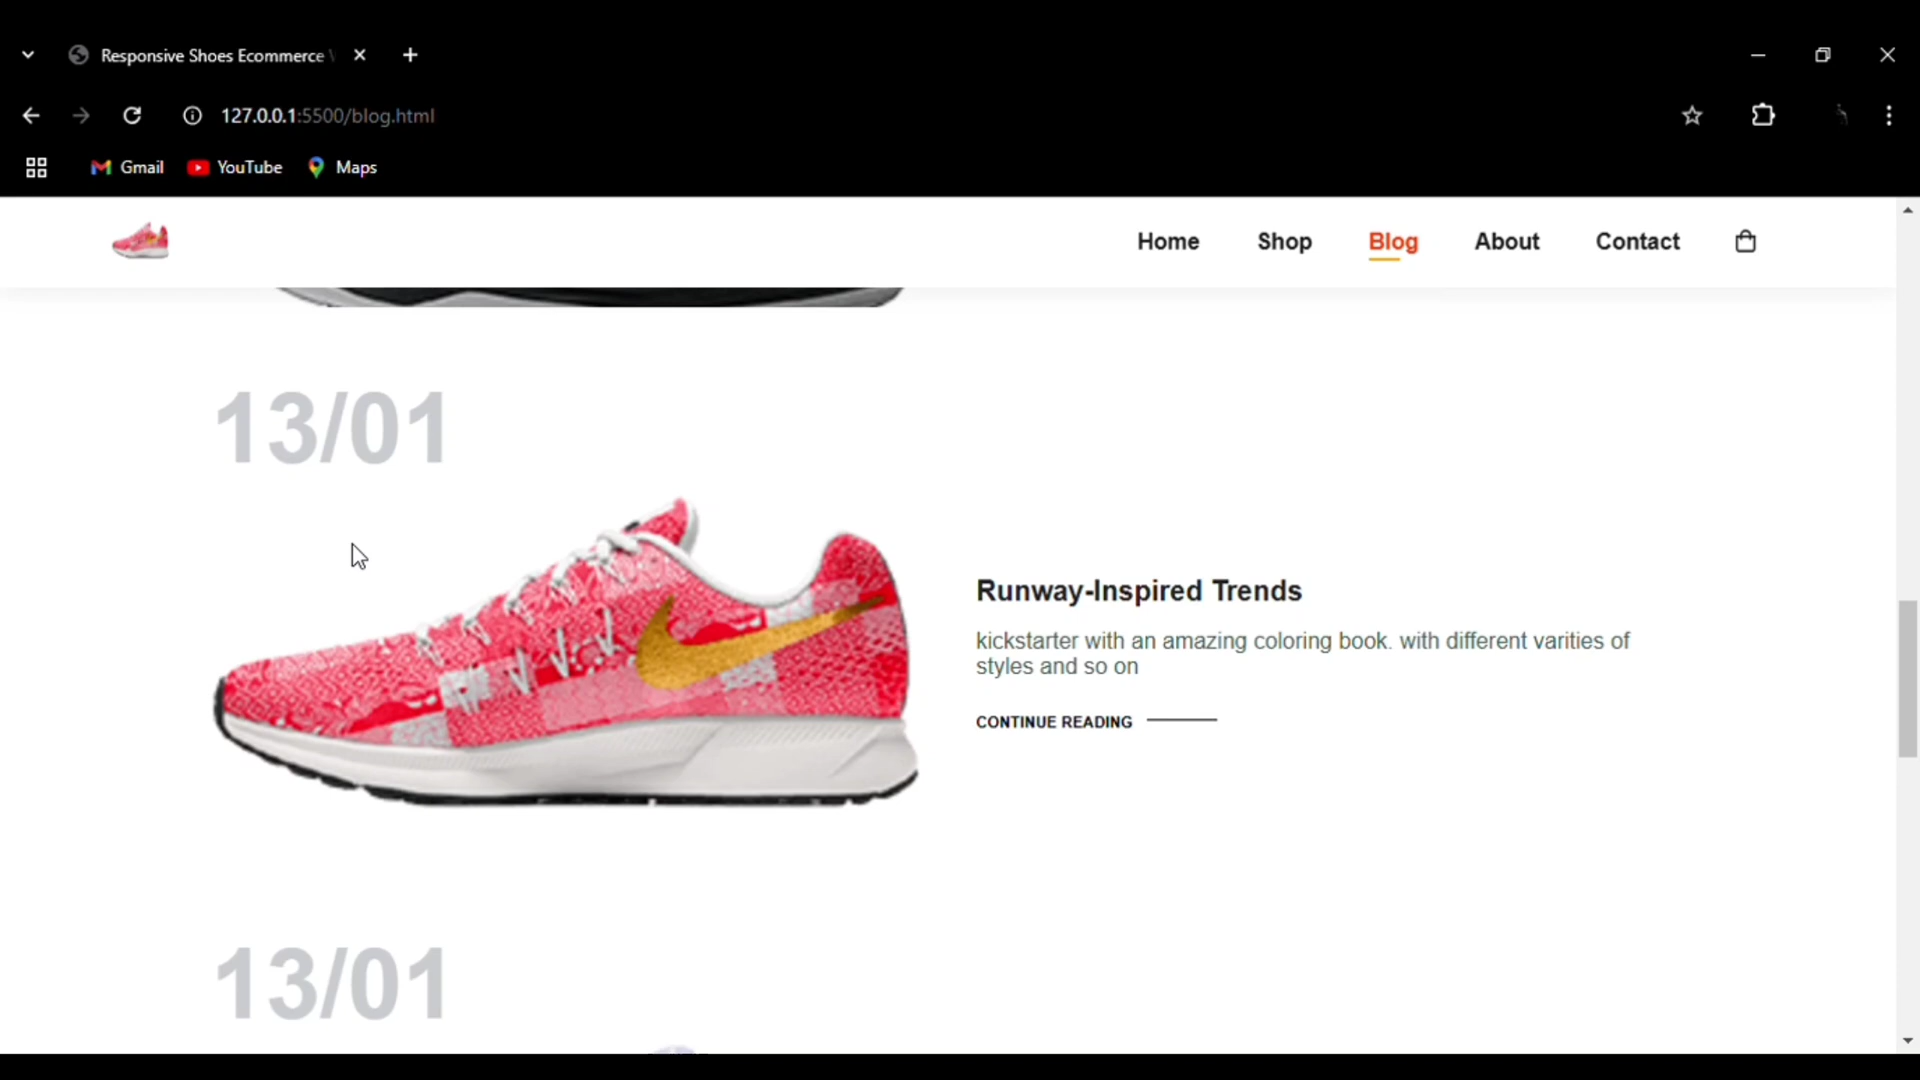 Responsive Shoes Ecommerce
127.0.0.1:5500/blog.html
Gmail YouTube Maps
Home Shop Blog About Contact
13/01
Runway-Inspired Trends
kickstarter with an amazing coloring book. with different varities of
styles and so on
CONTINUE READING
13/01